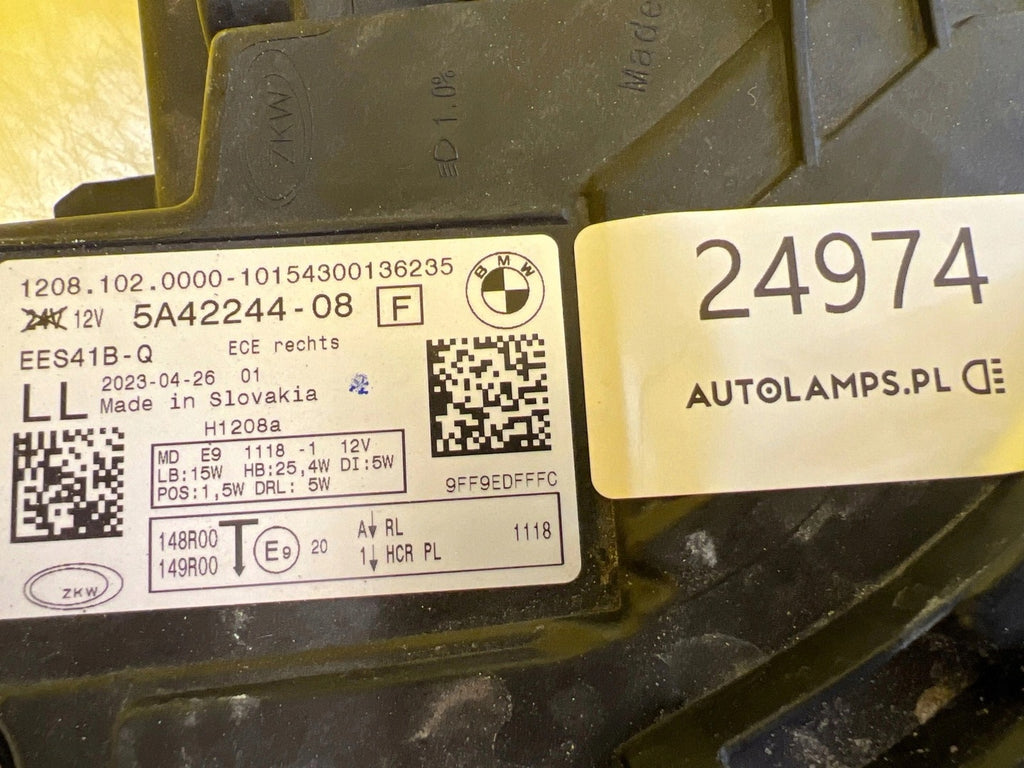 ZKW
1.0%
Made
1208.102.0000-10154300136235
24V 12V 5A42244-08 F
BMW
EES41B-Q ECE rechts
LL 2023-04-26 01
Made in Slovakia
H1208a
MD E9 1118 -1 12V
LB:15W HB:25,4W DI:5W
POS:1,5W DRL: 5W
9FF9EDFFFC
148R00
149R00
T E9 20
A RL
1 HCR PL
1118
ZKW
24974
AUTOLAMPS.PL